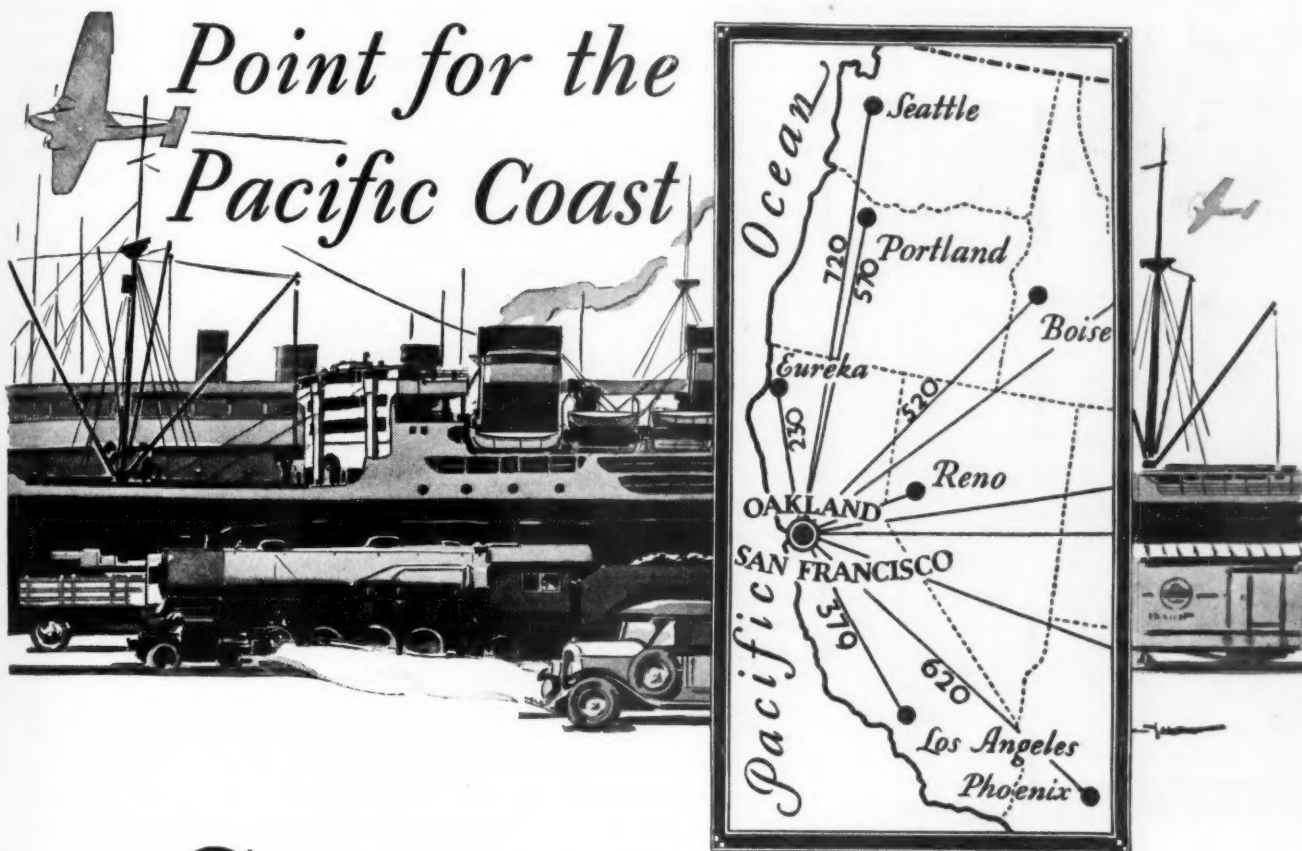 Point for the
Pacific Coast
Pacific Ocean
Seattle
720
570
Portland
Boise
Eureka
520
230
Reno
OAKLAND
SAN FRANCISCO
379
620
Los Angeles
Phoenix